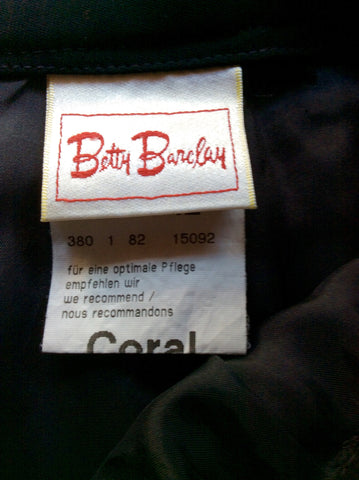 Betty Barclay
380 1 82 15092
für eine optimale Pflege
empfehlen wir
we recommend /
nous recommandons
Coral